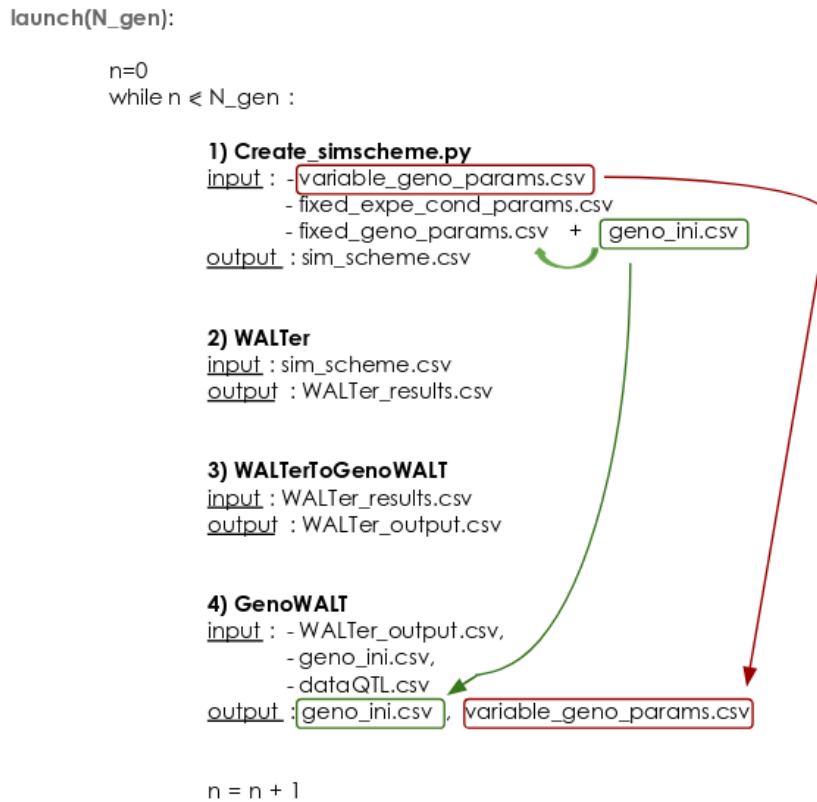 launch(N_gen):
n=0
while n ⩽ N_gen :
1) Create_simscheme.py
input : - variable_geno_params.csv
- fixed_expe_cond_params.csv
- fixed_geno_params.csv + geno_ini.csv
output : sim_scheme.csv
2) WALTer
input : sim_scheme.csv
output : WALTer_results.csv
3) WALTerToGenoWALT
input : WALTer_results.csv
output : WALTer_output.csv
4) GenoWALT
input : - WALTer_output.csv,
- geno_ini.csv,
- dataQTL.csv
output : geno_ini.csv , variable_geno_params.csv
n = n + 1